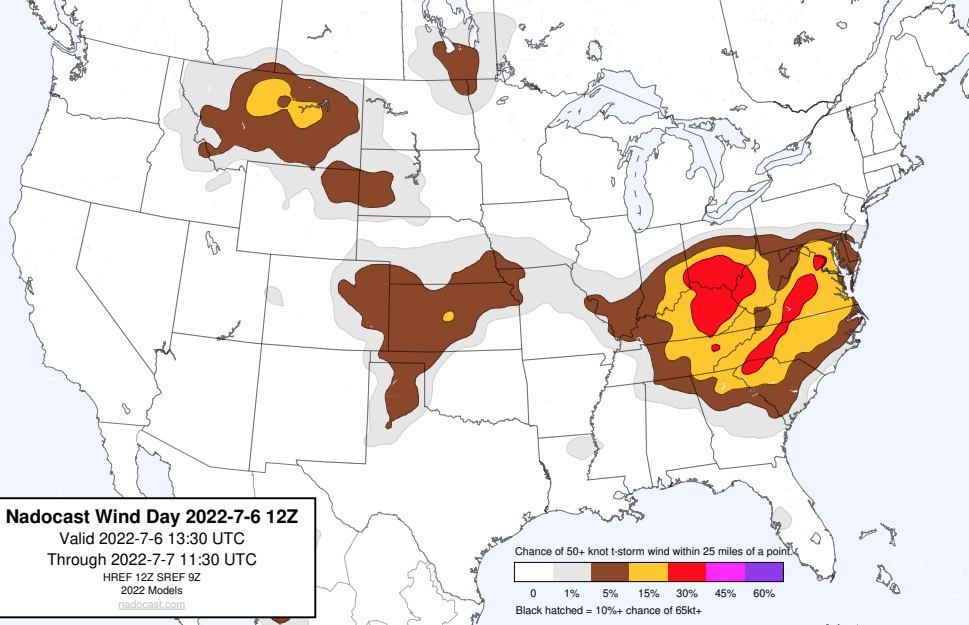 Nadocast Wind Day 2022-7-6 12Z
Valid 2022-7-6 13:30 UTC
Through 2022-7-7 11:30 UTC
HREF 12Z SREF 9Z
2022 Models
nadocast.com
Chance of 50+ knot t-storm wind within 25 miles of a point.
0 1% 5% 15% 30% 45% 60%
Black hatched = 10%+ chance of 65kt+